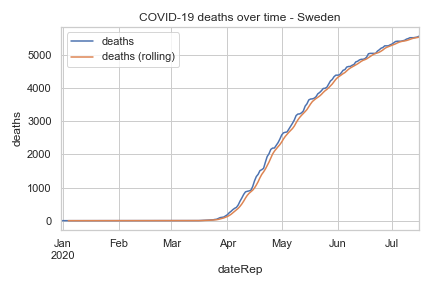 COVID-19 deaths over time - Sweden
deaths
deaths (rolling)
deaths
5000
4000
3000
2000
1000
0
Jan Feb Mar Apr May Jun Jul
2020
dateRep